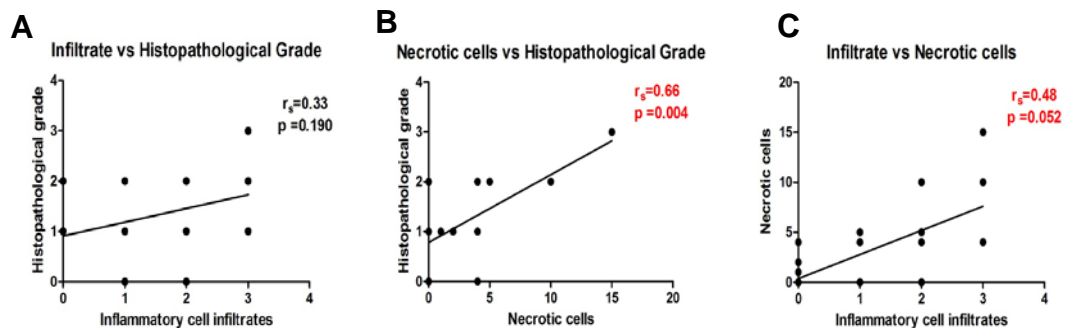 A
Infiltrate vs Histopathological Grade
4
3
2
1
0
Histopathological grade
r_s=0.33
p =0.190
0 1 2 3 4
Inflammatory cell infiltrates
B
Necrotic cells vs Histopathological Grade
4
3
2
1
0
Histopathological grade
r_s=0.66
p =0.004
0 5 10 15 20
Necrotic cells
C
Infiltrate vs Necrotic cells
20
15
10
5
0
Necrotic cells
r_s=0.48
p =0.052
0 1 2 3 4
Inflammatory cell infiltrates